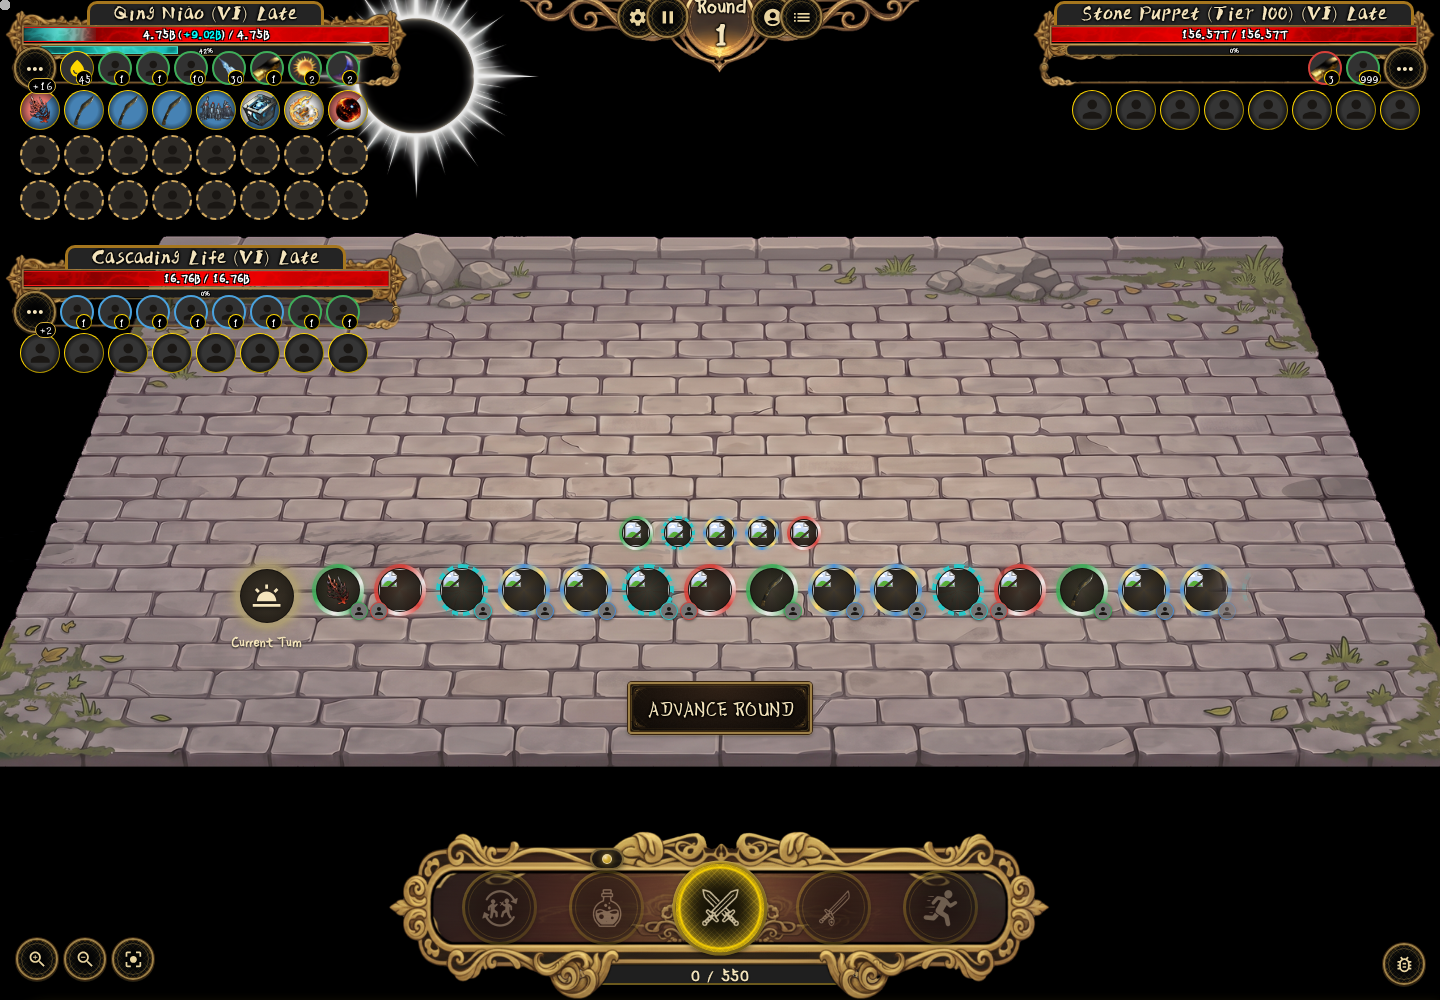 Qing Niao (VI) Late
4.75B (+9.02B) / 4.75B
42%
45
1
1
10
30
1
2
2
+16
Round
1
Stone Puppet (Tier 100) (VI) Late
156.57T / 156.57T
0%
3
999
Cascading Life (VI) Late
16.76B / 16.76B
0%
1
1
1
1
1
1
1
1
+2
Current Turn
ADVANCE ROUND
0 / 550